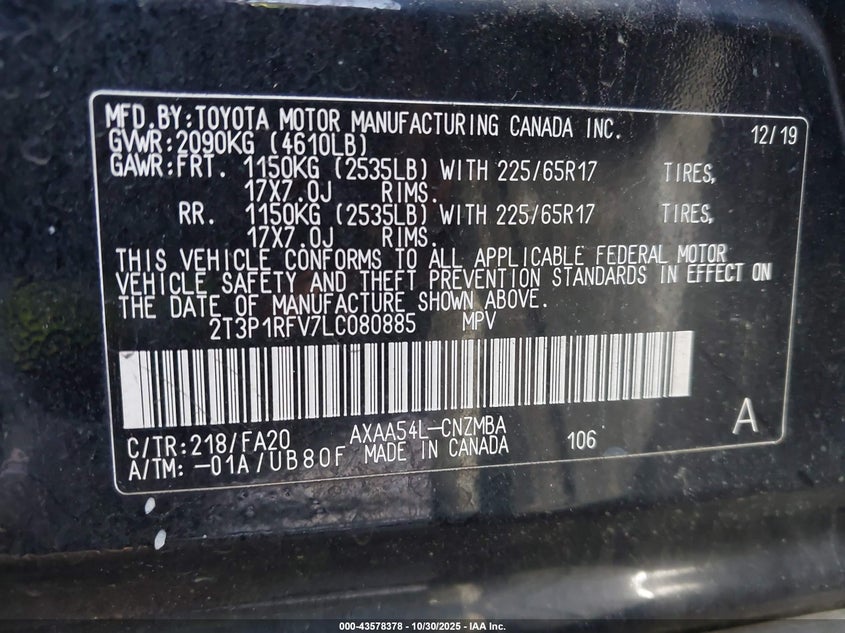 MFD.BY:TOYOTA MOTOR MANUFACTURING CANADA INC. 12/19
GVWR:2090KG (4610LB)
GAWR:FRT. 1150KG (2535LB) WITH 225/65R17 TIRES,
17X7.0J RIMS.
RR. 1150KG (2535LB) WITH 225/65R17 TIRES,
17X7.0J RIMS.
THIS VEHICLE CONFORMS TO ALL APPLICABLE FEDERAL MOTOR
VEHICLE SAFETY AND THEFT PREVENTION STANDARDS IN EFFECT ON
THE DATE OF MANUFACTURE SHOWN ABOVE.
2T3P1RFV7LC080885 MPV
C/TR:218/FA20 AXAA54L-CNZMBA 106 A
A/TM:-01A/UB80F MADE IN CANADA
000-43578378 - 10/30/2025 - IAA Inc.